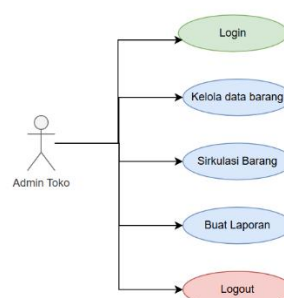 Login
Kelola data barang
Admin Toko
Sirkulasi Barang
Buat Laporan
Logout